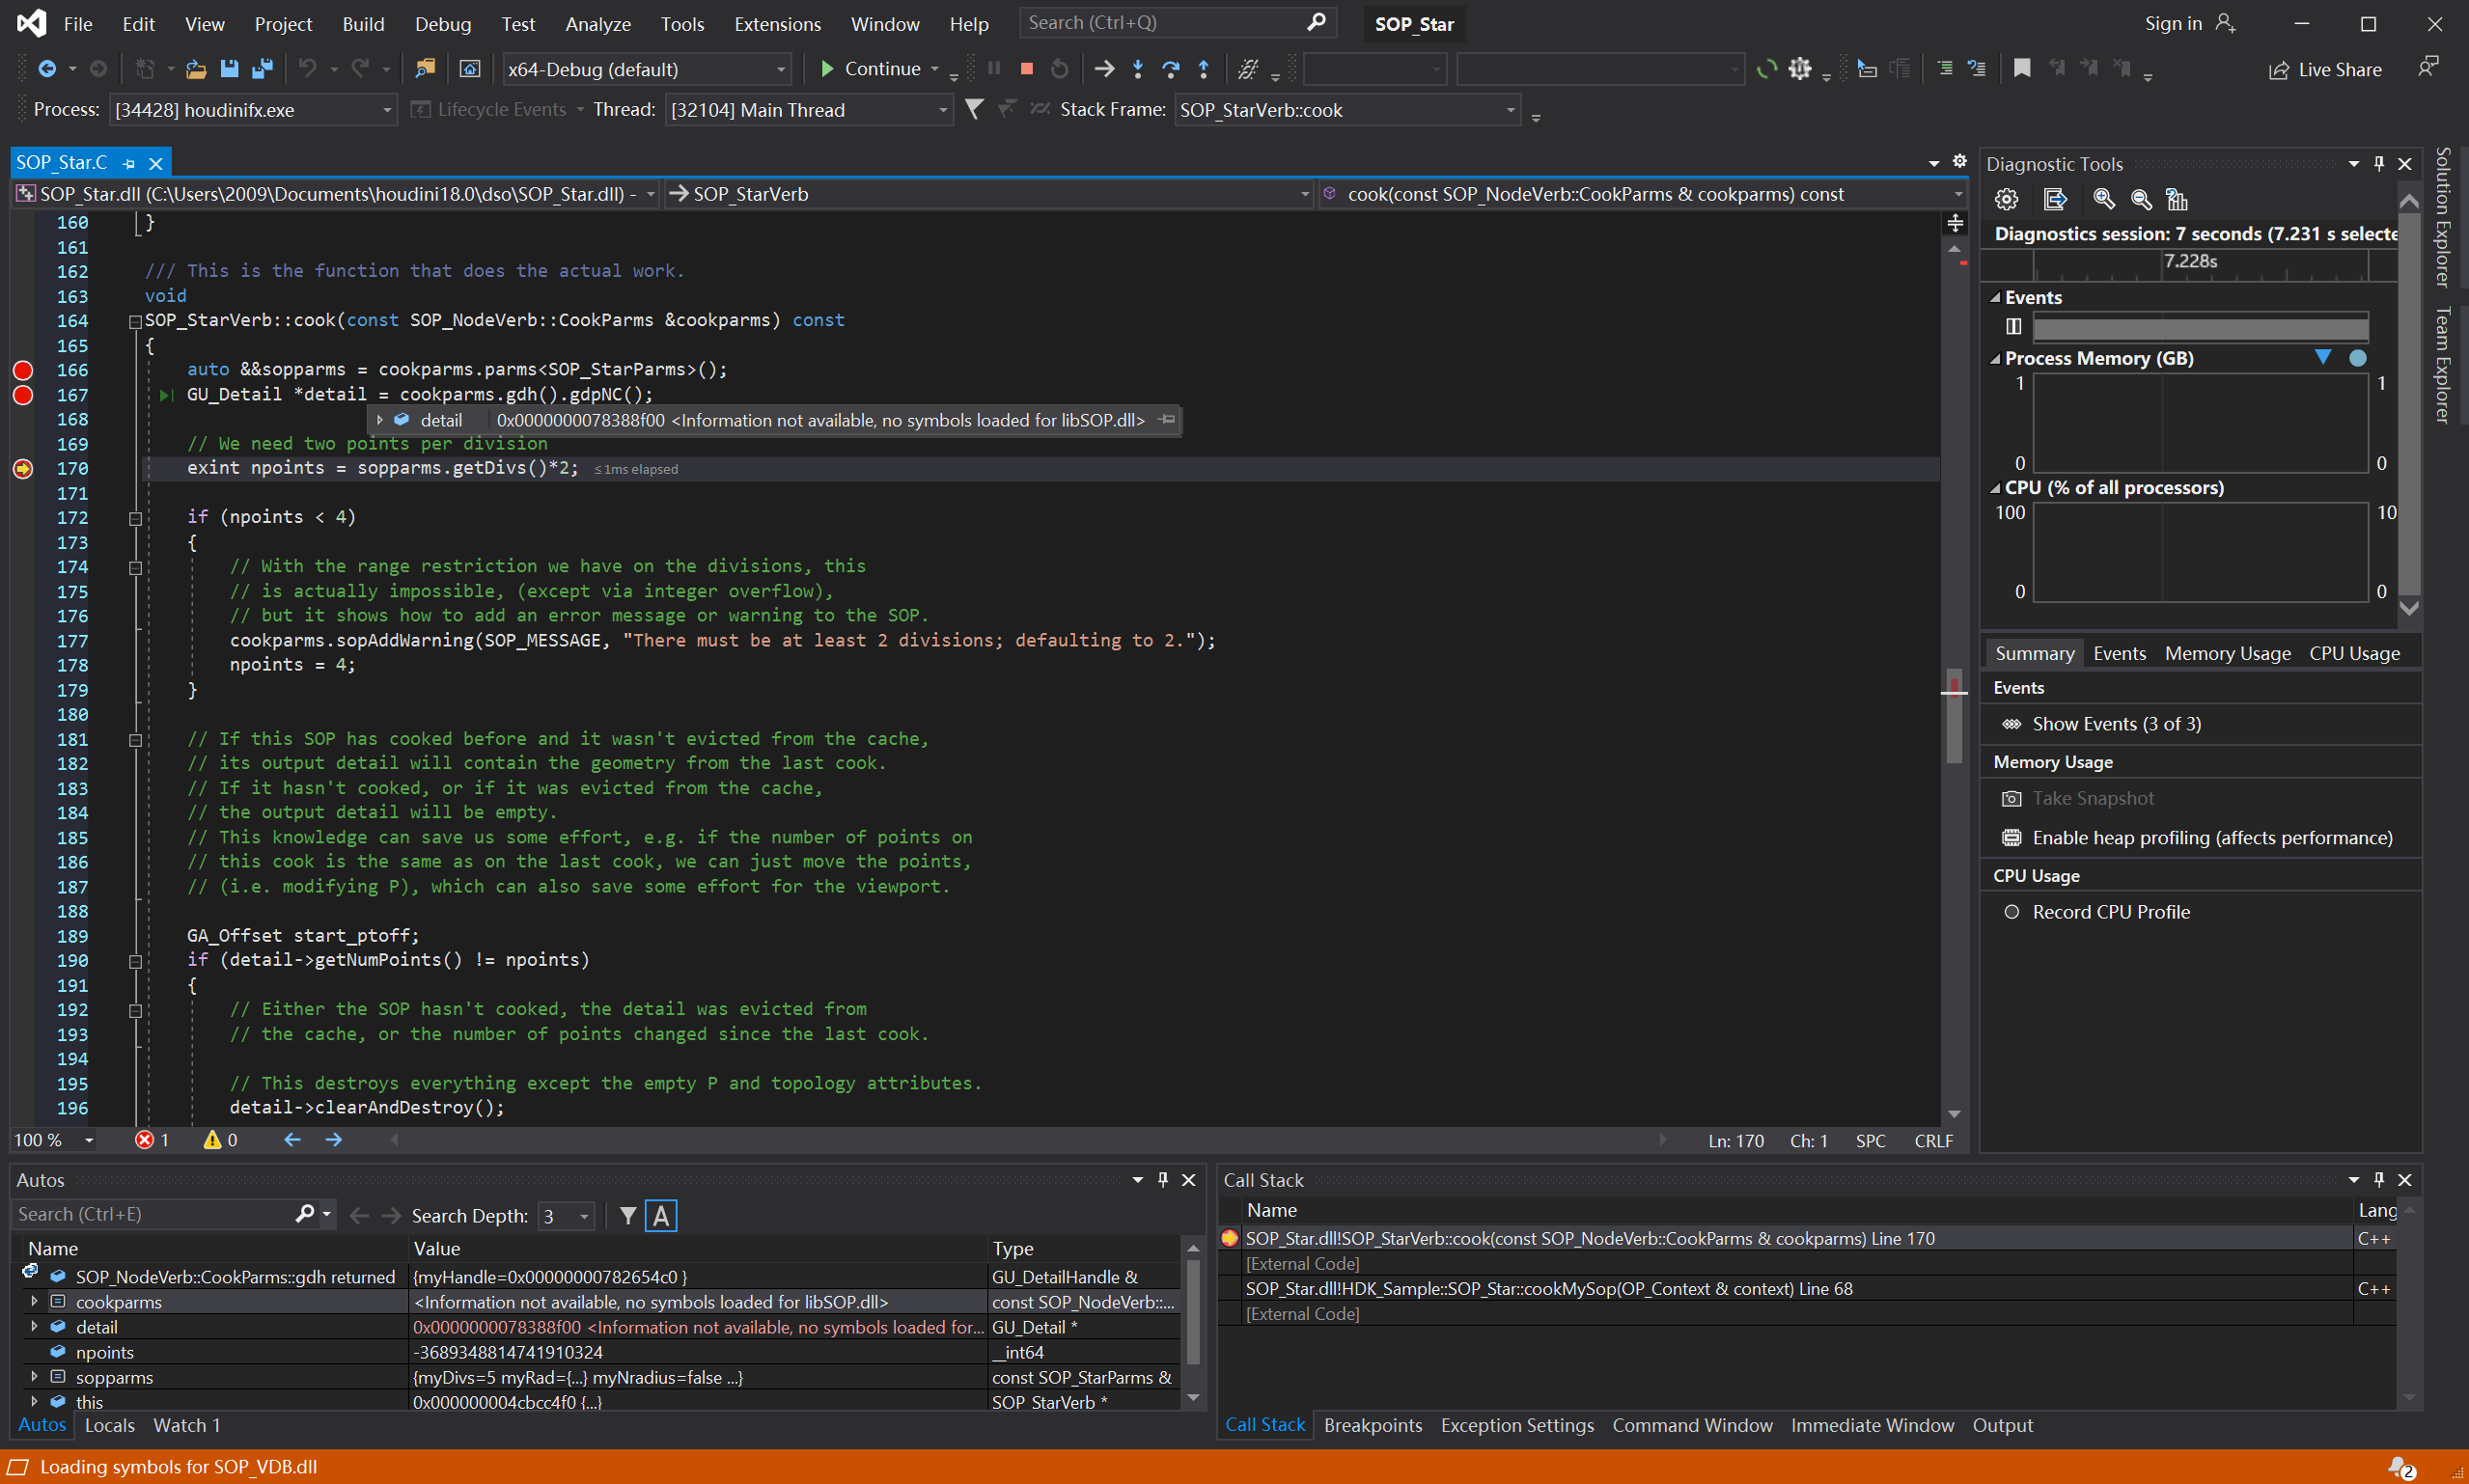 File Edit View Project Build Debug Test Analyze Tools Extensions Window Help Search (Ctrl+Q) SOP_Star Sign in
x64-Debug (default) Continue Live Share
Process: [34428] houdinifx.exe Lifecycle Events Thread: [32104] Main Thread Stack Frame: SOP_StarVerb::cook
SOP_Star.C
SOP_Star.dll (C:\Users\2009\Documents\houdini18.0\dso\SOP_Star.dll) - SOP_StarVerb cook(const SOP_NodeVerb::CookParms & cookparms) const
160 }
161
162 /// This is the function that does the actual work.
163 void
164 SOP_StarVerb::cook(const SOP_NodeVerb::CookParms &cookparms) const
165 {
166 auto &&sopparms = cookparms.parms<SOP_StarParms>();
167 GU_Detail *detail = cookparms.gdh().gdpNC();
168 detail 0x0000000078388f00 <Information not available, no symbols loaded for libSOP.dll>
169 // We need two points per division
170 exint npoints = sopparms.getDivs()*2; ≤1ms elapsed
171
172 if (npoints < 4)
173 {
174 // With the range restriction we have on the divisions, this
175 // is actually impossible, (except via integer overflow),
176 // but it shows how to add an error message or warning to the SOP.
177 cookparms.sopAddWarning(SOP_MESSAGE, "There must be at least 2 divisions; defaulting to 2.");
178 npoints = 4;
179 }
180
181 // If this SOP has cooked before and it wasn't evicted from the cache,
182 // its output detail will contain the geometry from the last cook.
183 // If it hasn't cooked, or if it was evicted from the cache,
184 // the output detail will be empty.
185 // This knowledge can save us some effort, e.g. if the number of points on
186 // this cook is the same as on the last cook, we can just move the points,
187 // (i.e. modifying P), which can also save some effort for the viewport.
188
189 GA_Offset start_ptoff;
190 if (detail->getNumPoints() != npoints)
191 {
192 // Either the SOP hasn't cooked, the detail was evicted from
193 // the cache, or the number of points changed since the last cook.
194
195 // This destroys everything except the empty P and topology attributes.
196 detail->clearAndDestroy();
100 % 1 0 Ln: 170 Ch: 1 SPC CRLF
Diagnostic Tools
Diagnostics session: 7 seconds (7.231 s selecte
7.228s
Events
Process Memory (GB)
1 1
0 0
CPU (% of all processors)
100 10
0 0
Summary Events Memory Usage CPU Usage
Events
Show Events (3 of 3)
Memory Usage
Take Snapshot
Enable heap profiling (affects performance)
CPU Usage
Record CPU Profile
Solution Explorer
Team Explorer
Autos
Search (Ctrl+E) Search Depth: 3
Name Value Type
SOP_NodeVerb::CookParms::gdh returned {myHandle=0x00000000782654c0 } GU_DetailHandle &
cookparms <Information not available, no symbols loaded for libSOP.dll> const SOP_NodeVerb::...
detail 0x0000000078388f00 <Information not available, no symbols loaded for... GU_Detail *
npoints -3689348814741910324 __int64
sopparms {myDivs=5 myRad={...} myNradius=false ...} const SOP_StarParms &
this 0x000000004cbcc4f0 {...} SOP_StarVerb *
Autos Locals Watch 1
Call Stack
Name Lang
SOP_Star.dll!SOP_StarVerb::cook(const SOP_NodeVerb::CookParms & cookparms) Line 170 C++
[External Code]
SOP_Star.dll!HDK_Sample::SOP_Star::cookMySop(OP_Context & context) Line 68 C++
[External Code]
Call Stack Breakpoints Exception Settings Command Window Immediate Window Output
Loading symbols for SOP_VDB.dll 2